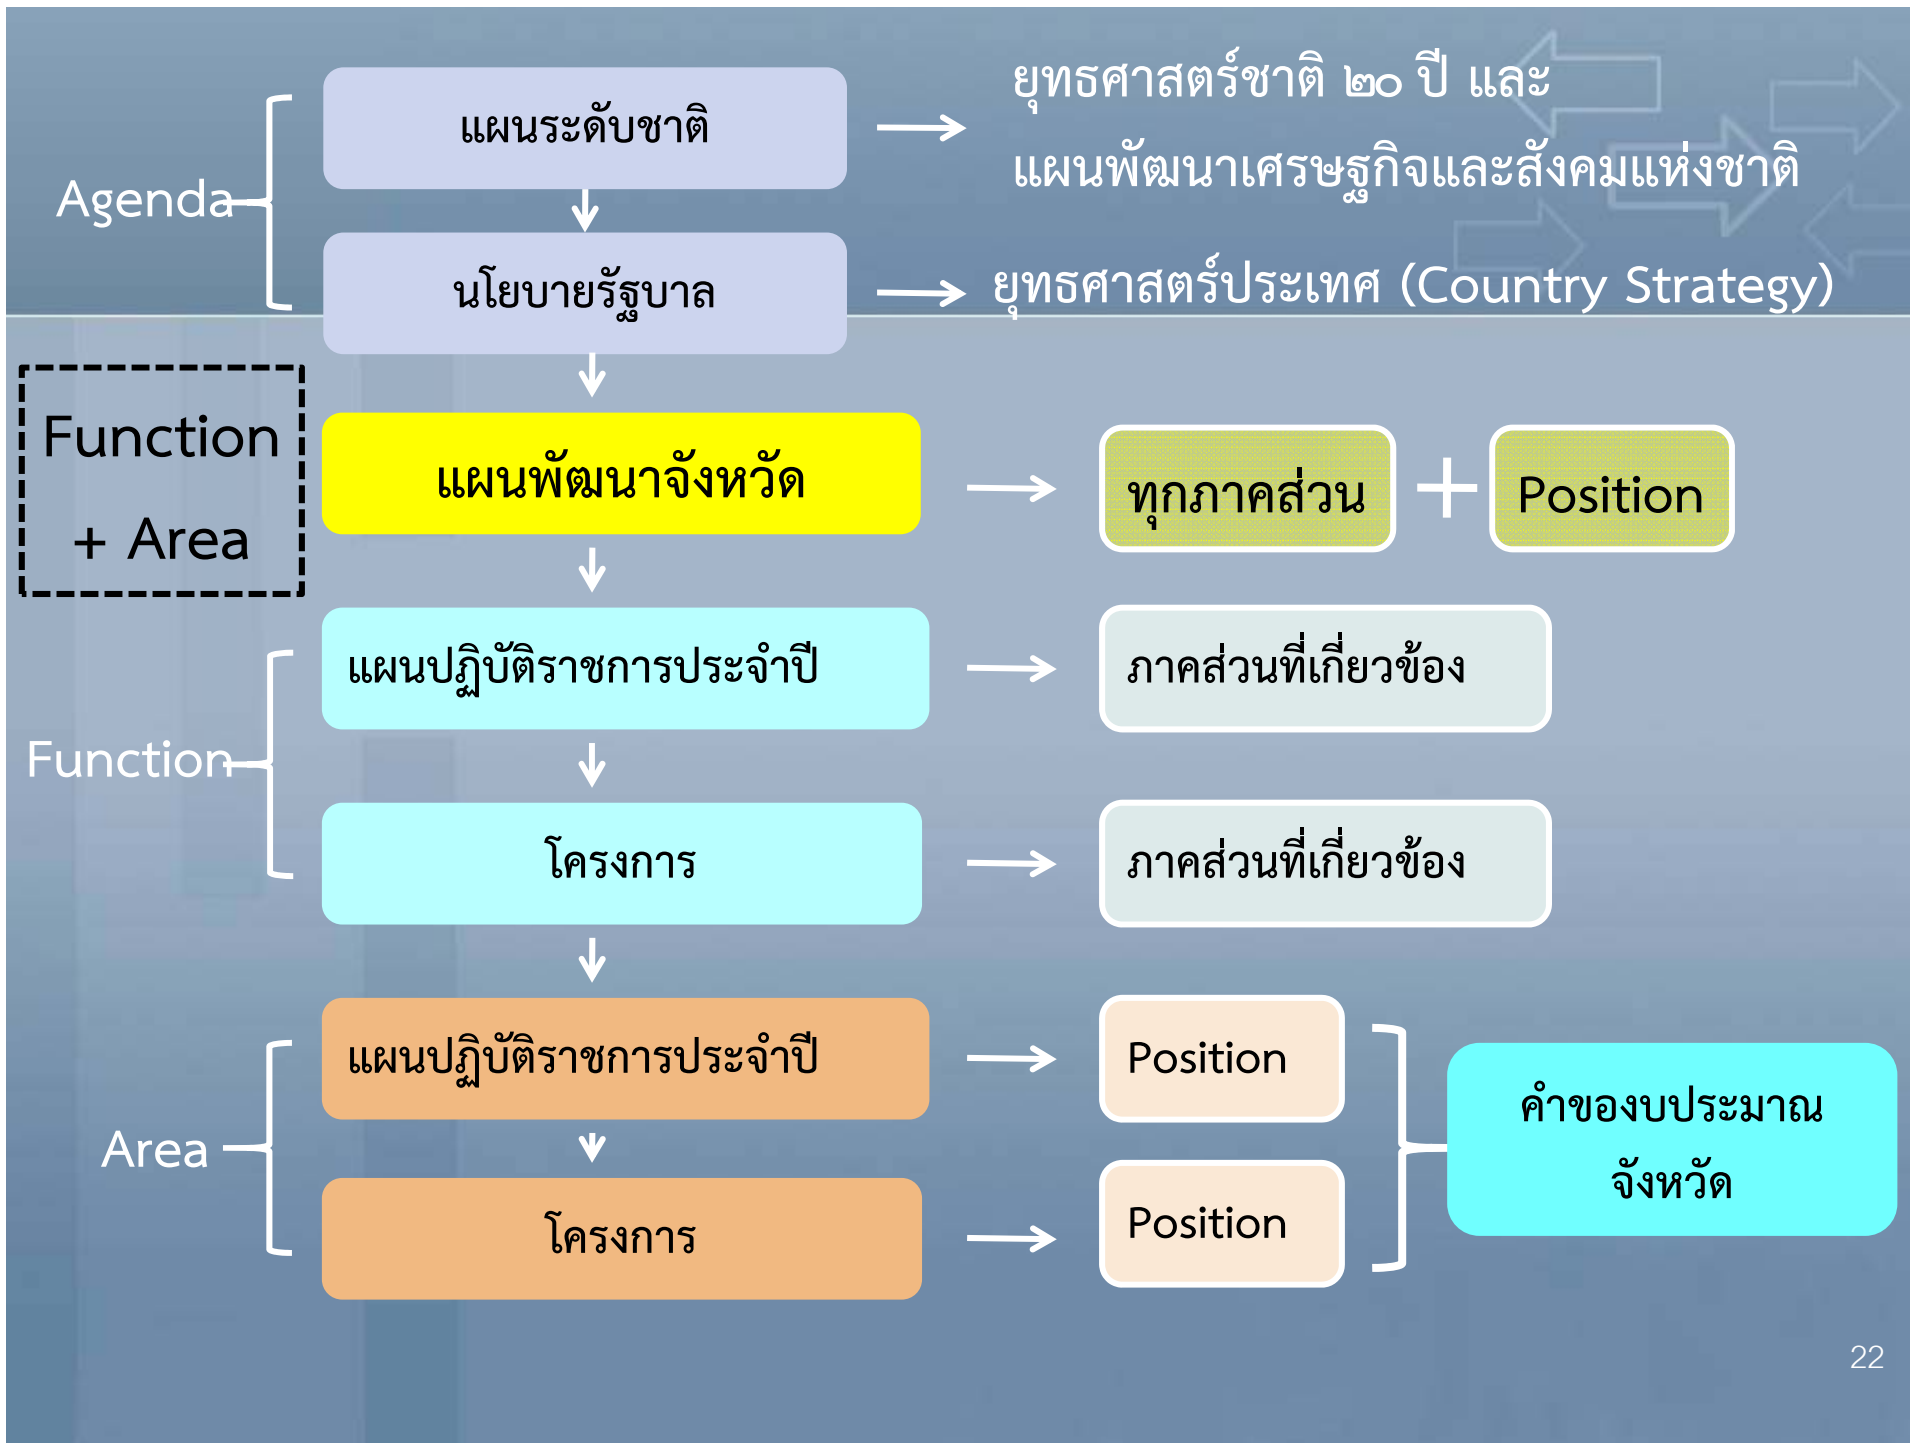 ยุทธศาสตร์ชาติ ๒๐ ปี และ
แผนระดับชาติ
แผนพัฒนาเศรษฐกิจและสังคมแห่งชาติ
Agenda
นโยบายรัฐบาล
ยุทธศาสตร์ประเทศ (Country Strategy)
Function
+ Area
แผนพัฒนาจังหวัด
ทุกภาคส่วน
+
Position
แผนปฏิบัติราชการประจำปี
ภาคส่วนที่เกี่ยวข้อง
Function
โครงการ
ภาคส่วนที่เกี่ยวข้อง
แผนปฏิบัติราชการประจำปี
Position
Area
โครงการ
Position
คำของบประมาณ
จังหวัด
22